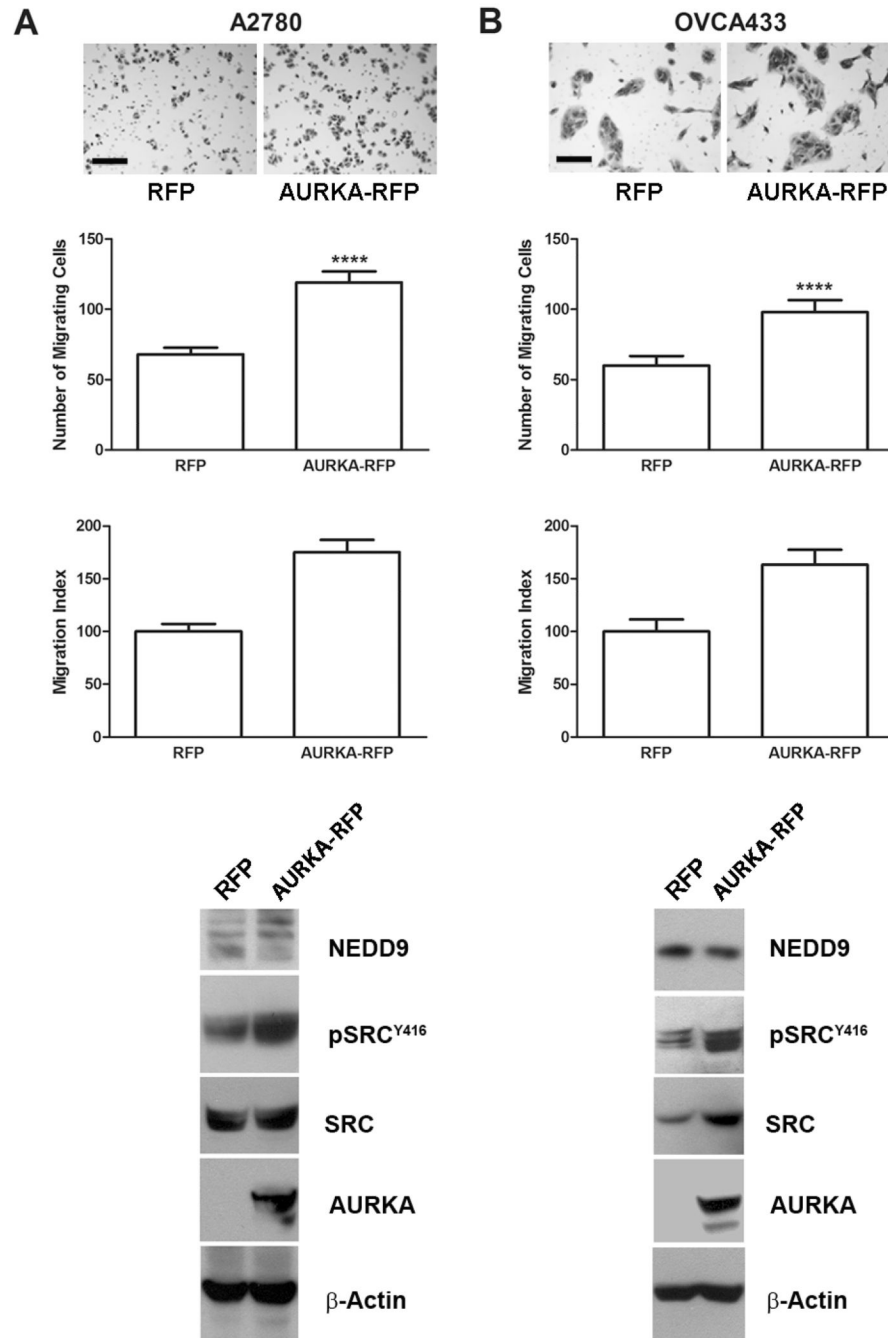 A
A2780
RFP
AURKA-RFP
Number of Migrating Cells
150
100
50
0
****
RFP
AURKA-RFP
Migration Index
200
150
100
50
0
RFP
AURKA-RFP
RFP
AURKA-RFP
NEDD9
pSRCY416
SRC
AURKA
β-Actin
B
OVCA433
RFP
AURKA-RFP
Number of Migrating Cells
150
100
50
0
****
RFP
AURKA-RFP
Migration Index
200
150
100
50
0
RFP
AURKA-RFP
RFP
AURKA-RFP
NEDD9
pSRCY416
SRC
AURKA
β-Actin